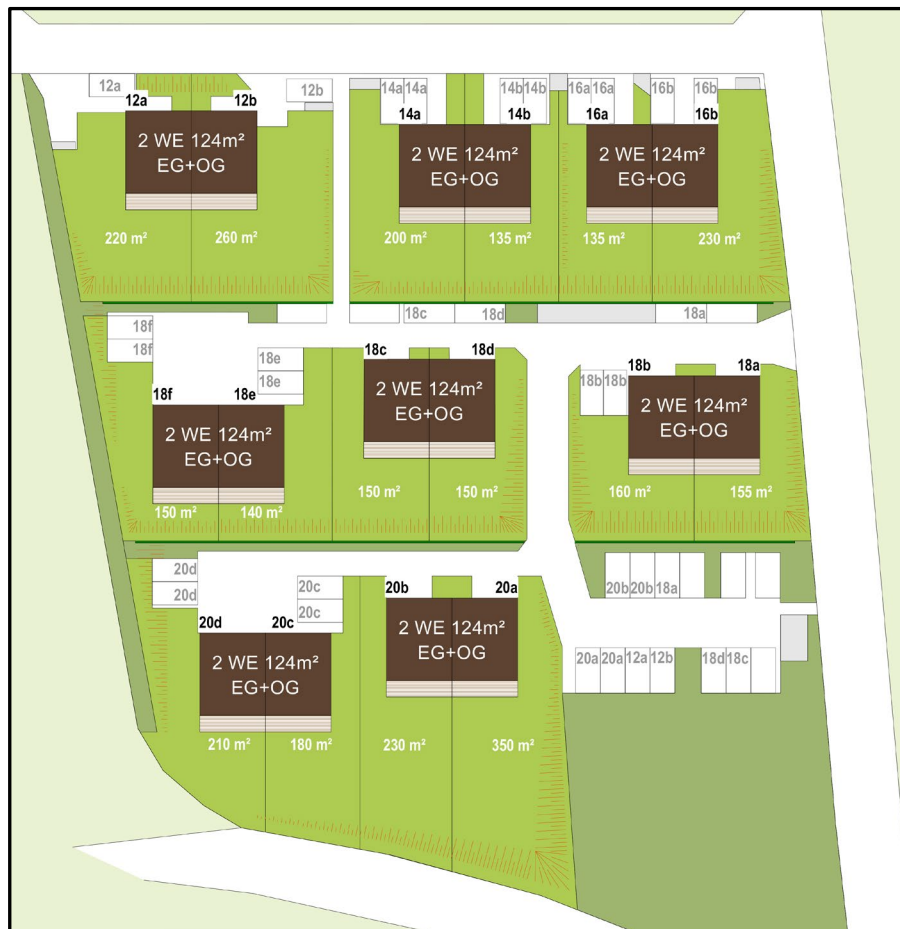 12a
12b
14a 14a
14b 14b
16a 16a
16b
16b
12a
12b
14a
14b
16a
16b
2 WE 124m²
EG+OG
2 WE 124m²
EG+OG
2 WE 124m²
EG+OG
220 m²
260 m²
200 m²
135 m²
135 m²
230 m²
18f
18f
18c
18d
18a
18e
18e
18c
18d
18b
18a
18b 18b
18f
18e
2 WE 124m²
EG+OG
2 WE 124m²
EG+OG
2 WE 124m²
EG+OG
150 m²
140 m²
150 m²
150 m²
160 m²
155 m²
20d
20d
20c
20c
20b
20a
20b 20b 18a
20d
20c
2 WE 124m²
EG+OG
2 WE 124m²
EG+OG
20a 20a 12a 12b
18d 18c
210 m²
180 m²
230 m²
350 m²